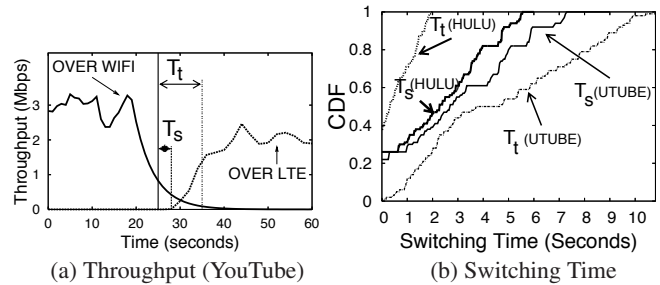 Throughput (Mbps)
4
3
2
1
0
OVER WIFI
Tt
Ts
OVER LTE
0 10 20 30 40 50 60
Time (seconds)
(a) Throughput (YouTube)
CDF
1
0.8
0.6
0.4
0.2
0
Tt (HULU)
Ts (HULU)
Ts (UTUBE)
Tt (UTUBE)
0 1 2 3 4 5 6 7 8 9 10
Switching Time (Seconds)
(b) Switching Time